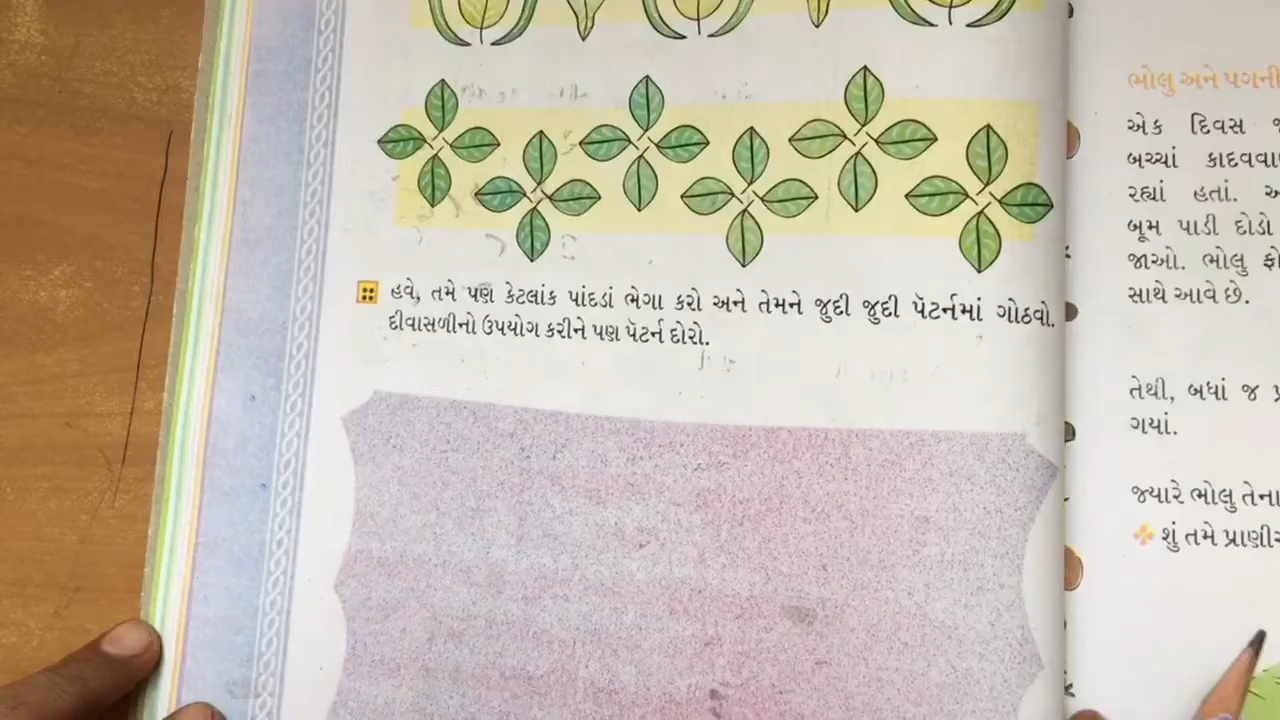 હવે, તમે પણ કેટલાંક પાંદડાં ભેગા કરો અને તેમને જુદી જુદી પૅટર્નમાં ગોઠવો.
દીવાસળીનો ઉપયોગ કરીને પણ પૅટર્ન દોરો.
ભોલુ અને પગની
એક દિવસ
બચ્ચાં
રહ્યાં હતાં.
બૂમ પાડી દોડો
જાઓ. ભોલુ
સાથે આવે છે.
તેથી, બધાં જ
ગયાં.
જ્યારે ભોલુ તેના
શું તમે